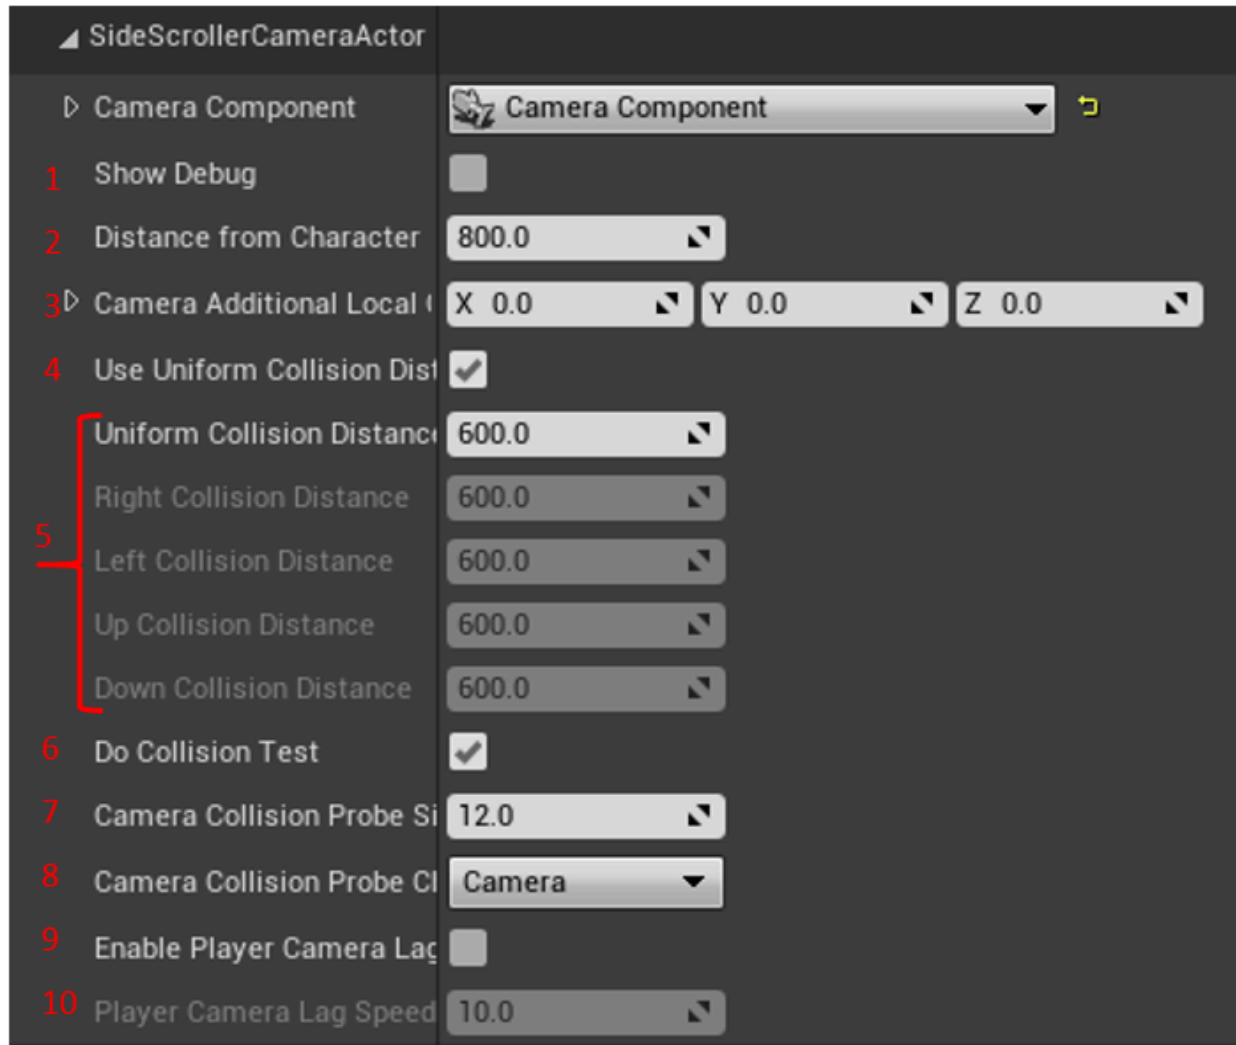 SideScrollerCameraActor
Camera Component Camera Component
1 Show Debug
2 Distance from Character 800.0
3 Camera Additional Local X 0.0 Y 0.0 Z 0.0
4 Use Uniform Collision Dist
Uniform Collision Distance 600.0
Right Collision Distance 600.0
5
Left Collision Distance 600.0
Up Collision Distance 600.0
Down Collision Distance 600.0
6 Do Collision Test
7 Camera Collision Probe Si 12.0
8 Camera Collision Probe Cl Camera
9 Enable Player Camera Lag
10 Player Camera Lag Speed 10.0